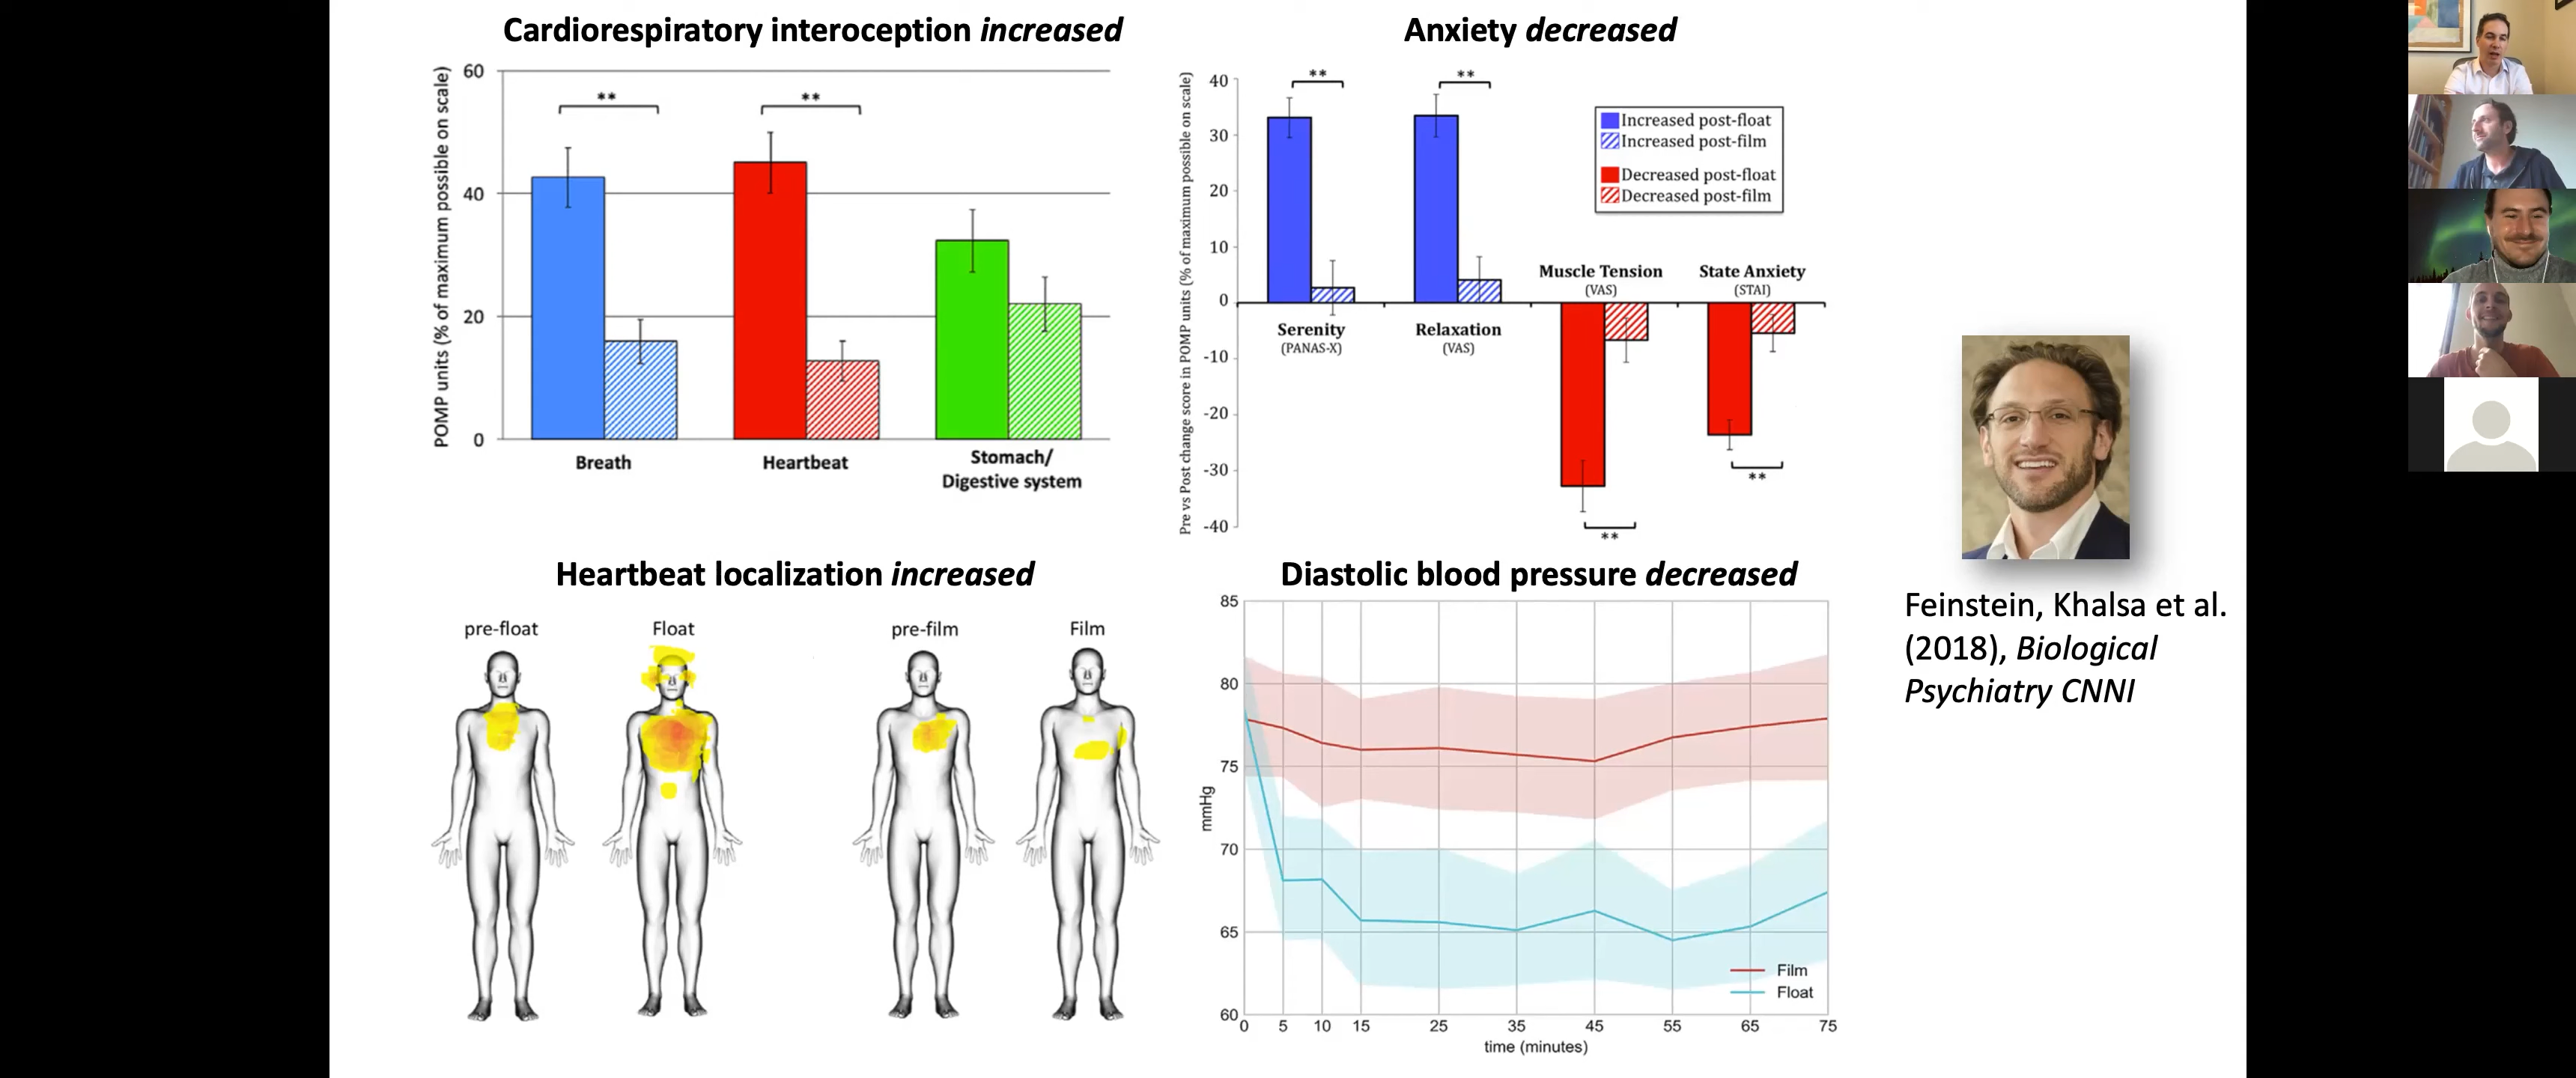 Cardiorespiratory interoception increased
POMP units (% of maximum possible on scale)
60
40
20
0
**
**
Breath
Heartbeat
Stomach/
Digestive system
Anxiety decreased
Pre vs Post change score in POMP units (% of maximum possible on scale)
40
30
20
10
0
-10
-20
-30
-40
**
**
Increased post-float
Increased post-film
Decreased post-float
Decreased post-film
Serenity
(PANAS-X)
Relaxation
(VAS)
Muscle Tension
(VAS)
State Anxiety
(STAI)
**
**
Heartbeat localization increased
pre-float
Float
pre-film
Film
Diastolic blood pressure decreased
mmHg
85
80
75
70
65
60
0 5 10 15 25 35 45 55 65 75
time (minutes)
Film
Float
Feinstein, Khalsa et al.
(2018), Biological
Psychiatry CNNI